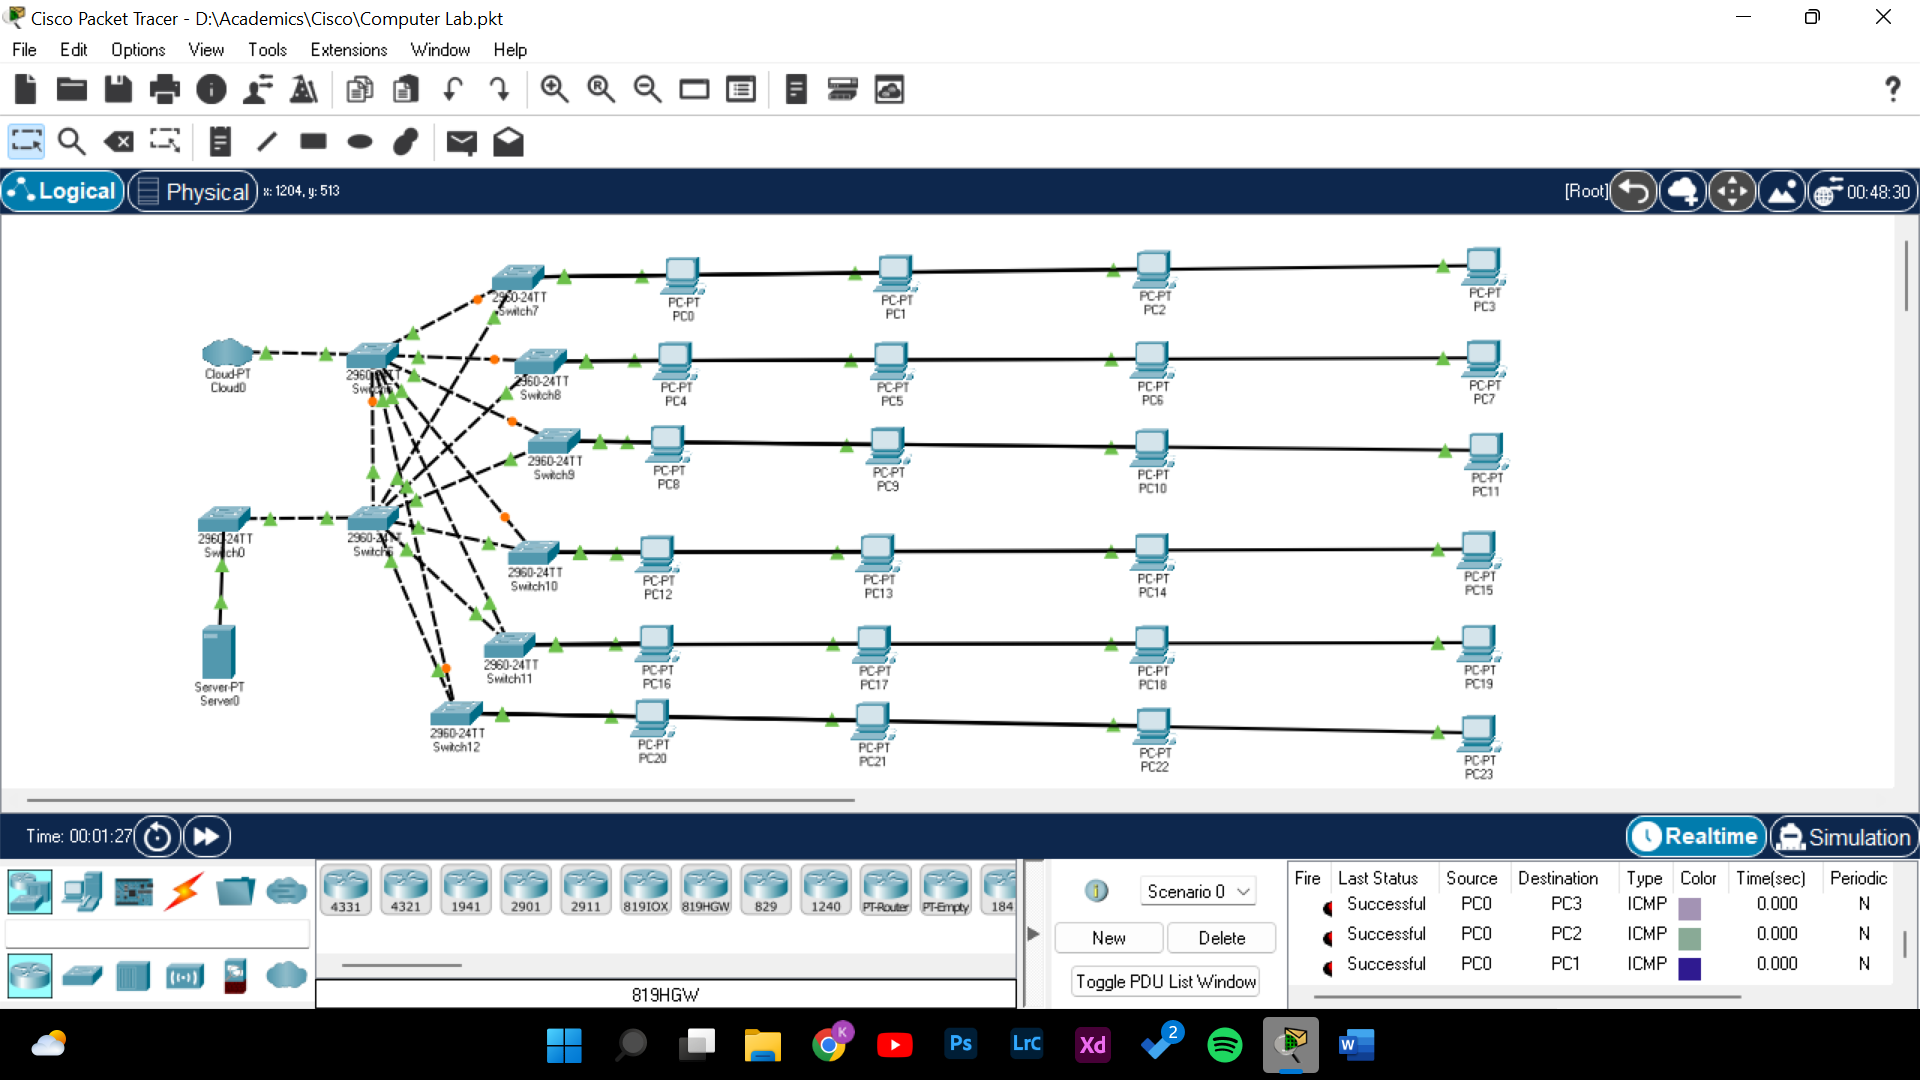 Cisco Packet Tracer - D:\Academics\Cisco\Computer Lab.pkt
File Edit Options View Tools Extensions Window Help
Logical Physical x: 1204, y: 513 [Root] 00:48:30
2960-24TT
Switch7
PC-PT
PC0
PC-PT
PC1
PC-PT
PC2
PC-PT
PC3
Cloud-PT
Cloud0
2960-24TT
Switch8
PC-PT
PC4
PC-PT
PC5
PC-PT
PC6
PC-PT
PC7
2960-24TT
Switch9
PC-PT
PC8
PC-PT
PC9
PC-PT
PC10
PC-PT
PC11
2960-24TT
Switch0
2960-24TT
Switch6
2960-24TT
Switch10
PC-PT
PC12
PC-PT
PC13
PC-PT
PC14
PC-PT
PC15
Server-PT
Server0
2960-24TT
Switch11
PC-PT
PC16
PC-PT
PC17
PC-PT
PC18
PC-PT
PC19
2960-24TT
Switch12
PC-PT
PC20
PC-PT
PC21
PC-PT
PC22
PC-PT
PC23
Time: 00:01:27 Realtime Simulation
4331 4321 1941 2901 2911 819IOX 819HGW 829 1240 PT-Router PT-Empty 184
819HGW
Scenario 0
New Delete
Toggle PDU List Window
Fire Last Status Source Destination Type Color Time(sec) Periodic
Successful PC0 PC3 ICMP 0.000 N
Successful PC0 PC2 ICMP 0.000 N
Successful PC0 PC1 ICMP 0.000 N
K
Ps
LrC
Xd
2
W